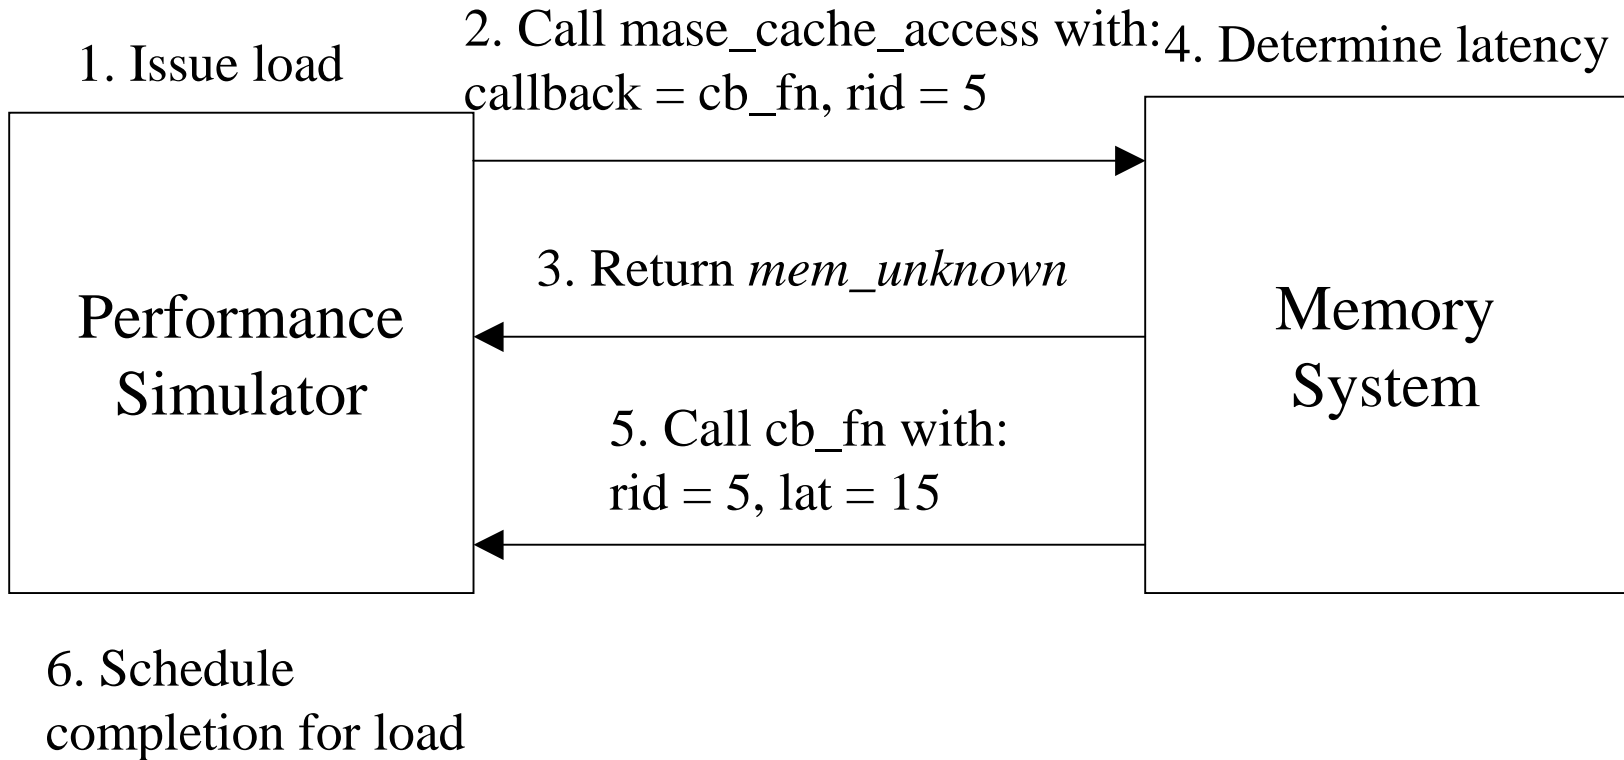 1. Issue load
2. Call mase_cache_access with:
callback = cb_fn, rid = 5
4. Determine latency
3. Return mem_unknown
Performance
Simulator
Memory
System
5. Call cb_fn with:
rid = 5, lat = 15
6. Schedule
completion for load